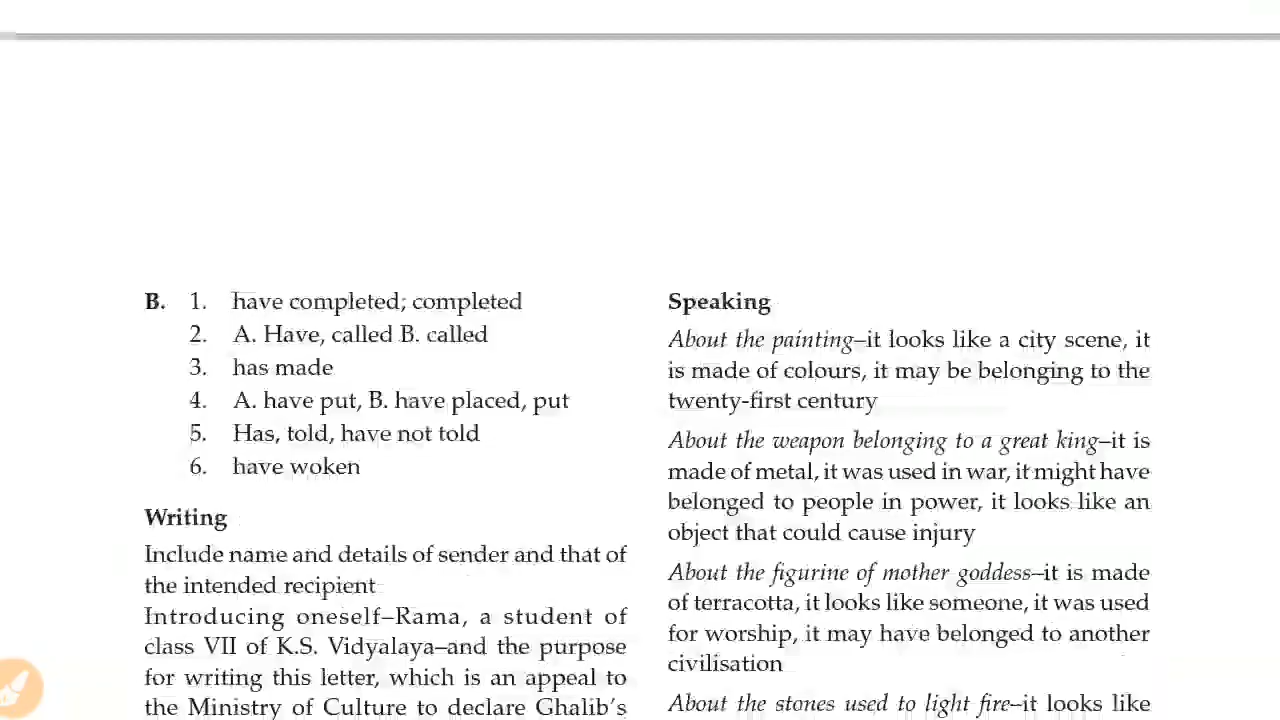 B. 1. have completed; completed
2. A. Have, called B. called
3. has made
4. A. have put, B. have placed, put
5. Has, told, have not told
6. have woken
Writing
Include name and details of sender and that of
the intended recipient
Introducing oneself–Rama, a student of
class VII of K.S. Vidyalaya–and the purpose
for writing this letter, which is an appeal to
the Ministry of Culture to declare Ghalib's
Speaking
About the painting–it looks like a city scene, it
is made of colours, it may be belonging to the
twenty-first century
About the weapon belonging to a great king–it is
made of metal, it was used in war, it might have
belonged to people in power, it looks like an
object that could cause injury
About the figurine of mother goddess–it is made
of terracotta, it looks like someone, it was used
for worship, it may have belonged to another
civilisation
About the stones used to light fire–it looks like